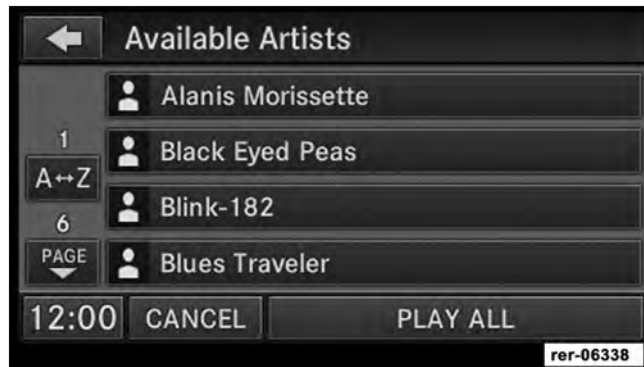 Available Artists
Alanis Morissette
1
Black Eyed Peas
A↔Z
Blink-182
6
PAGE
Blues Traveler
12:00 CANCEL PLAY ALL
rer-06338